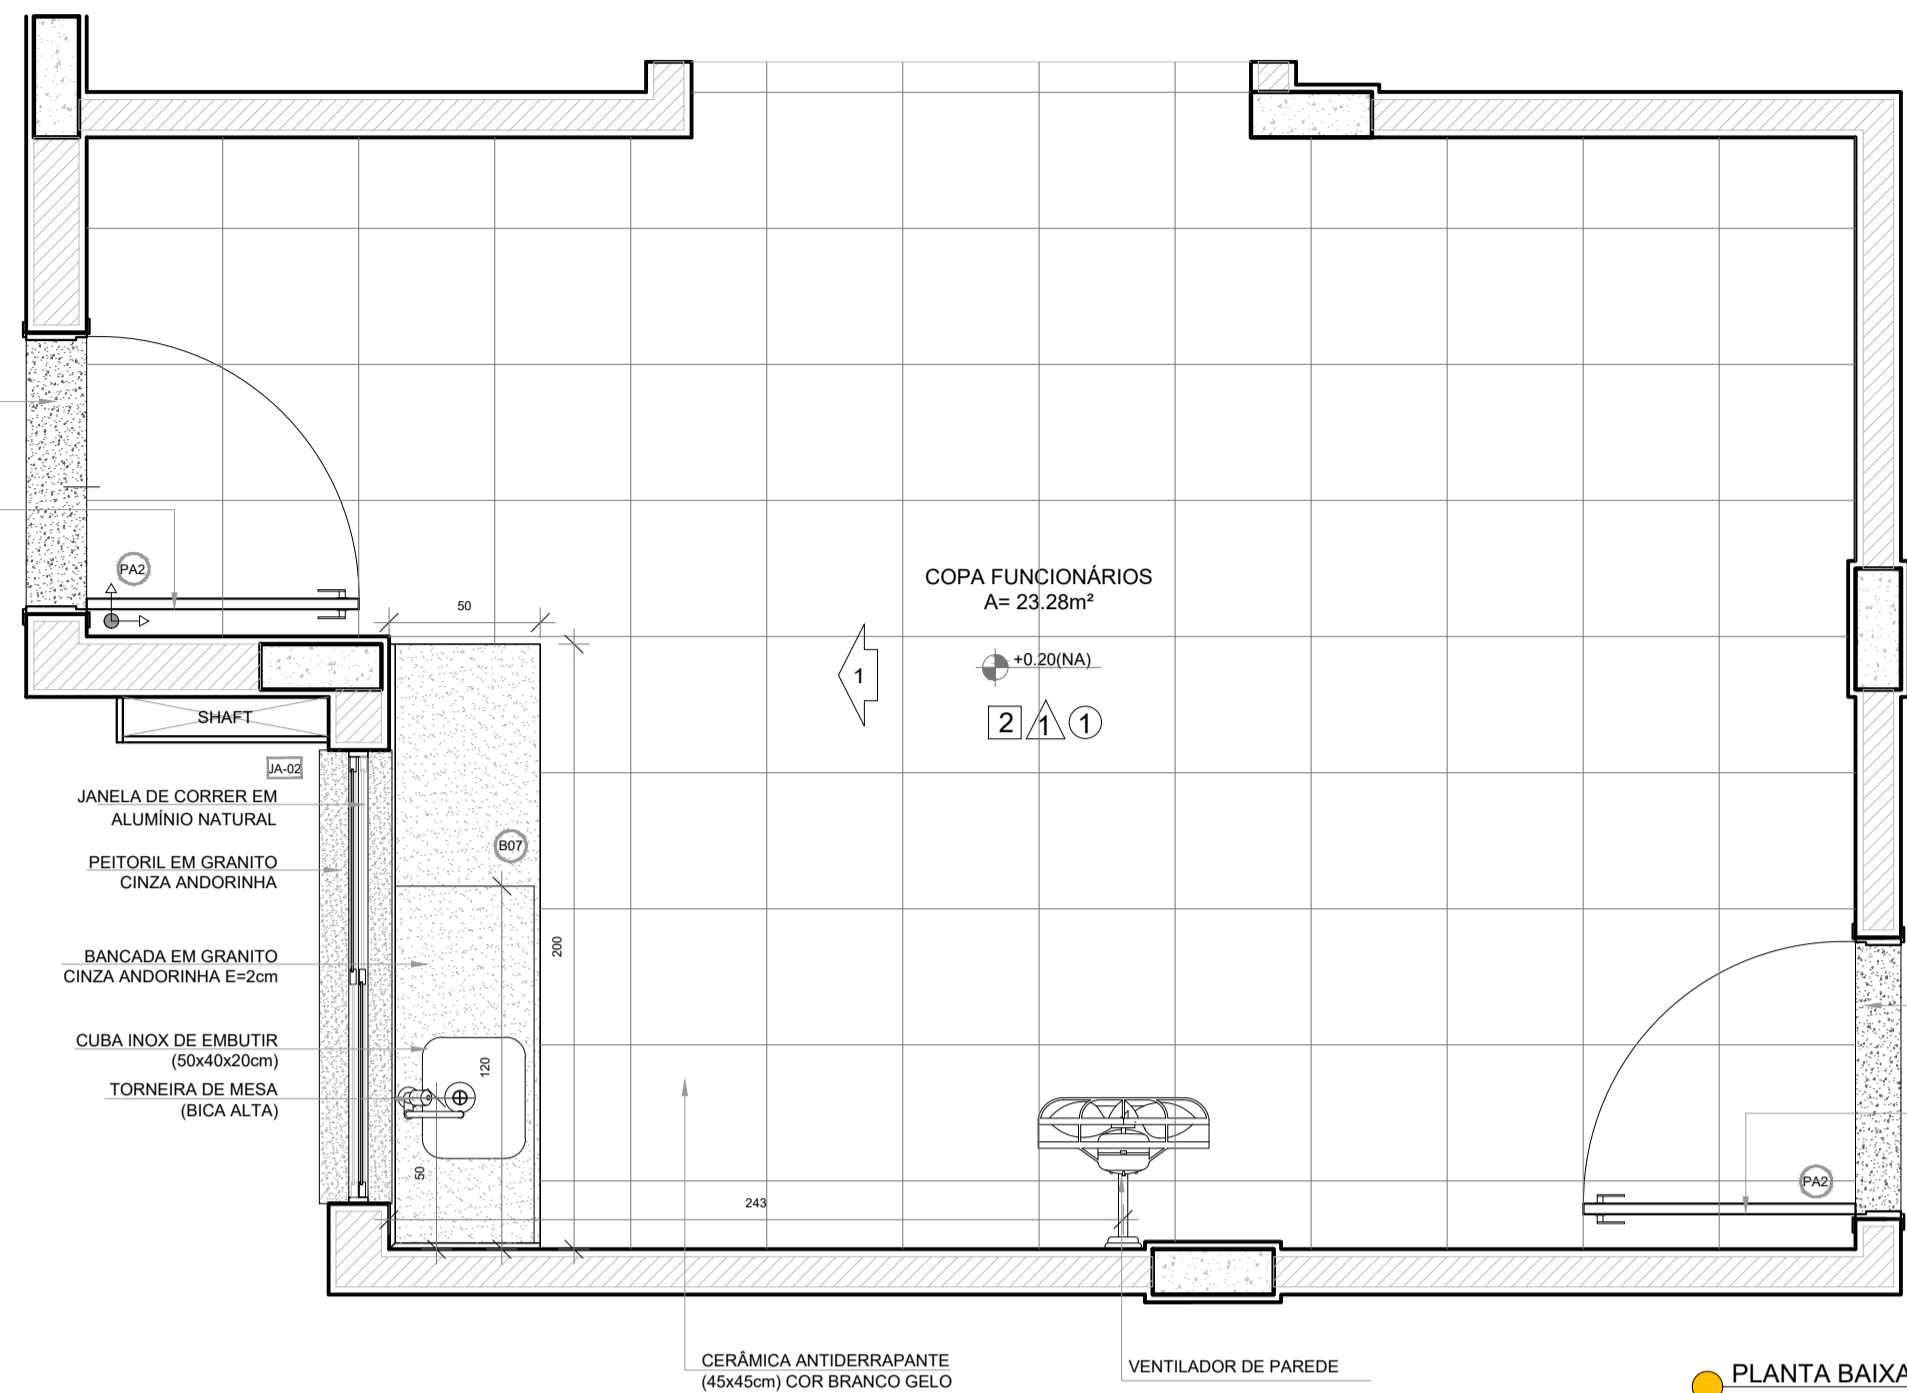 PA2
50
COPA FUNCIONÁRIOS
A= 23.28m²
+0.20(NA)
1
2 1 1
SHAFT
JA-02
JANELA DE CORRER EM
ALUMÍNIO NATURAL
B07
PEITORIL EM GRANITO
CINZA ANDORINHA
200
BANCADA EM GRANITO
CINZA ANDORINHA E=2cm
CUBA INOX DE EMBUTIR
(50x40x20cm)
120
TORNEIRA DE MESA
(BICA ALTA)
50
243
PA2
CERÂMICA ANTIDERRAPANTE
(45x45cm) COR BRANCO GELO
VENTILADOR DE PAREDE
PLANTA BAIXA